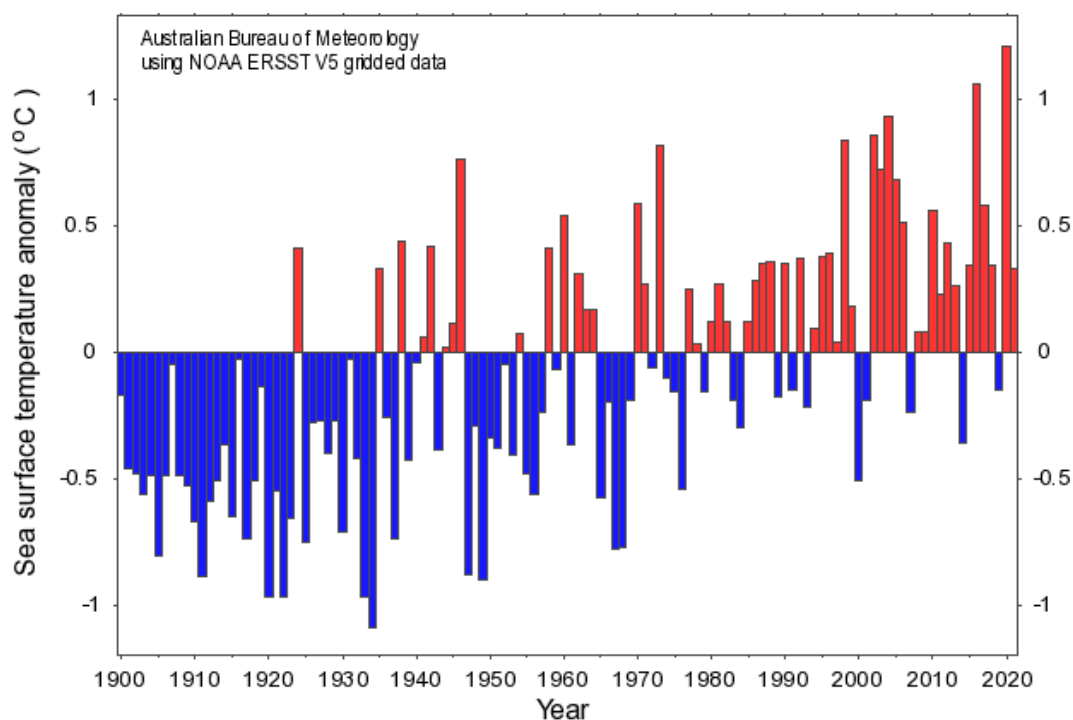 Australian Bureau of Meteorology
using NOAA ERSST V5 gridded data
Sea surface temperature anomaly (°C)
1
0.5
0
-0.5
-1
1
0.5
0
-0.5
-1
1900 1910 1920 1930 1940 1950 1960 1970 1980 1990 2000 2010 2020
Year